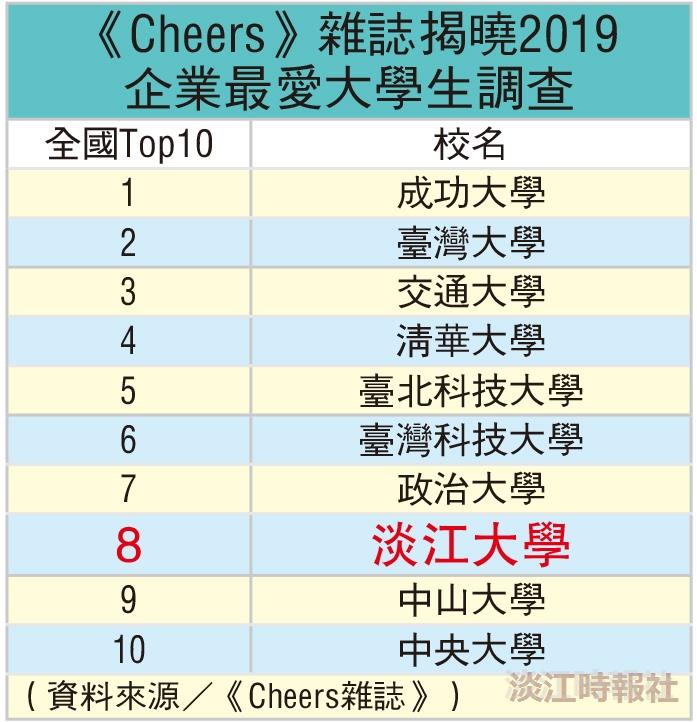 《Cheers》雜誌揭曉2019
企業最愛大學生調查
全國Top10 校名
1 成功大學
2 臺灣大學
3 交通大學
4 清華大學
5 臺北科技大學
6 臺灣科技大學
7 政治大學
8 淡江大學
9 中山大學
10 中央大學
(資料來源／《Cheers雜誌》)
淡江時報社